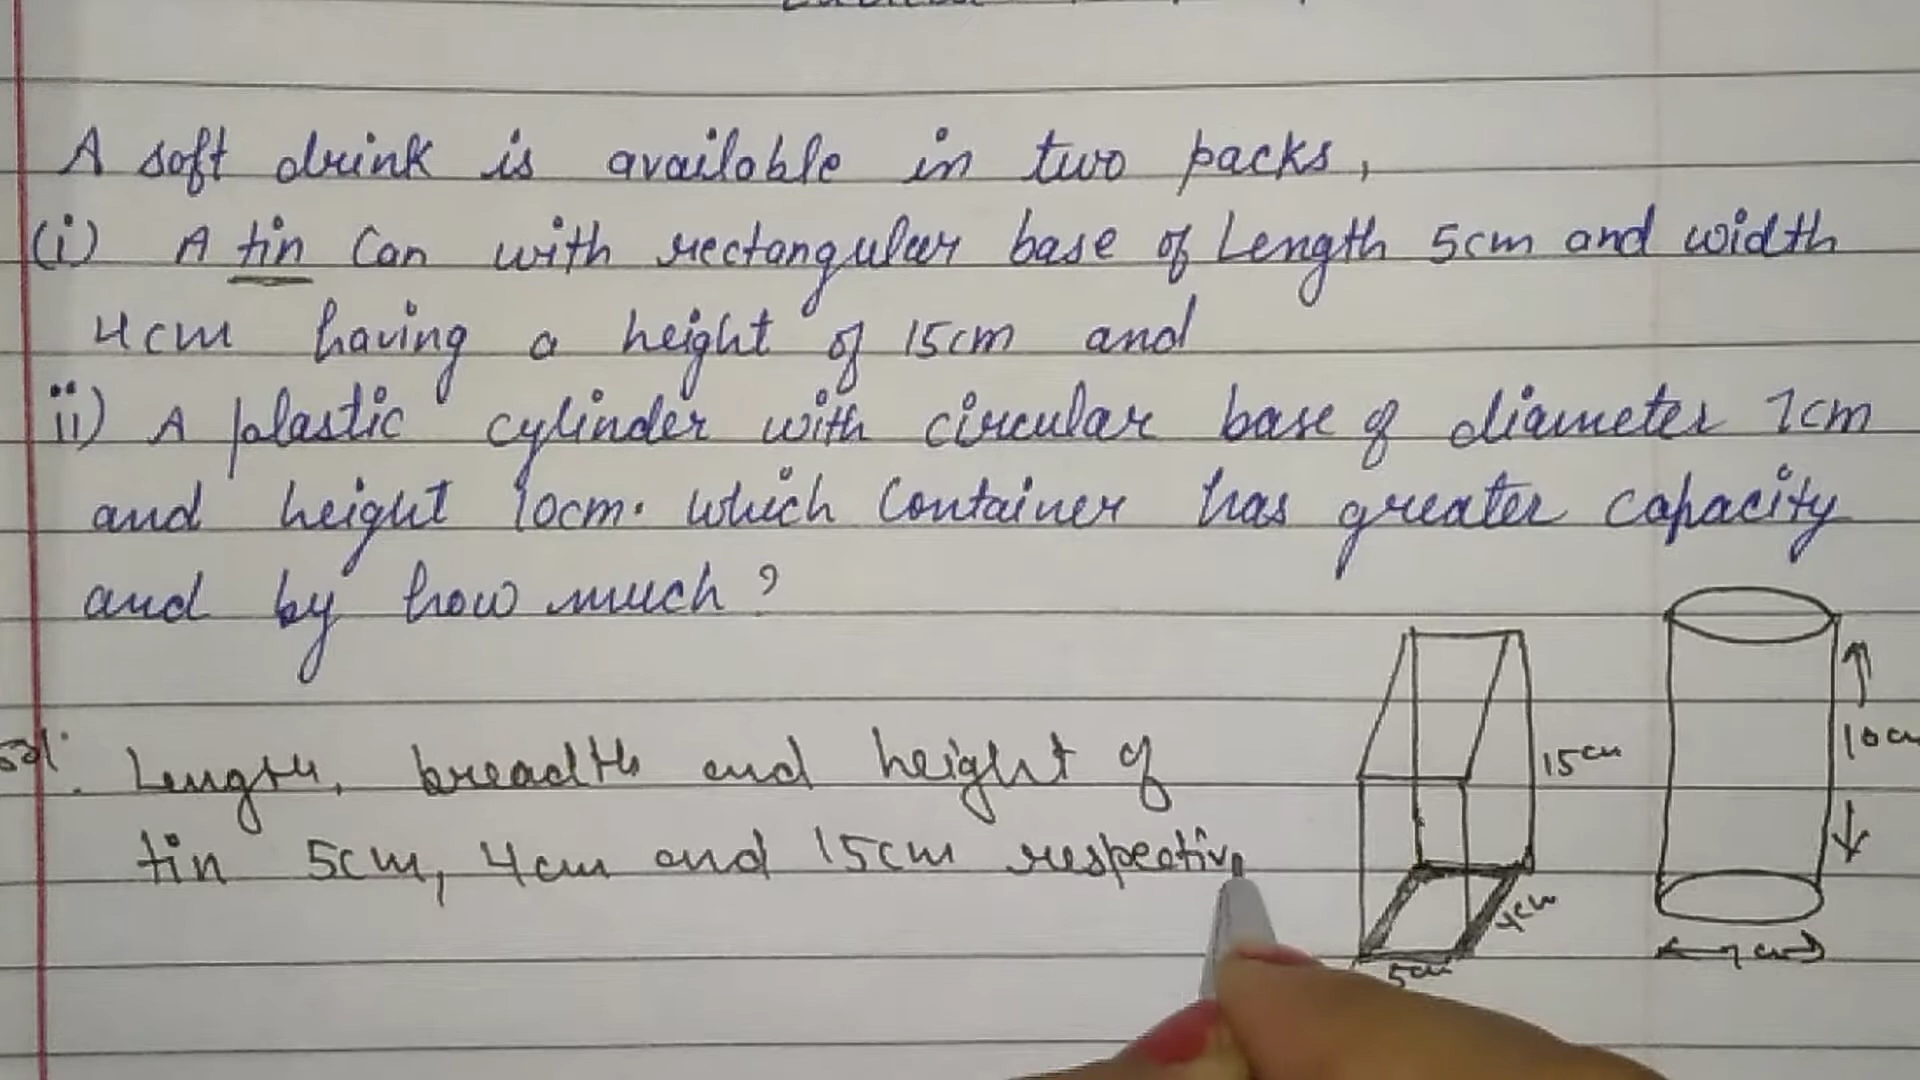 A soft drink is available in two packs,
(i) A tin Can with rectangular base of Length 5cm and width
4cm having a height of 15cm and
ii) A plastic cylinder with circular base of diameter 7cm
and height 10cm. which Container has greater capacity
and by how much?
Sol. Length, breadth and height of
tin 5cm, 4cm and 15cm respectiv
15cm
10cm
4cm
5cm
7cm